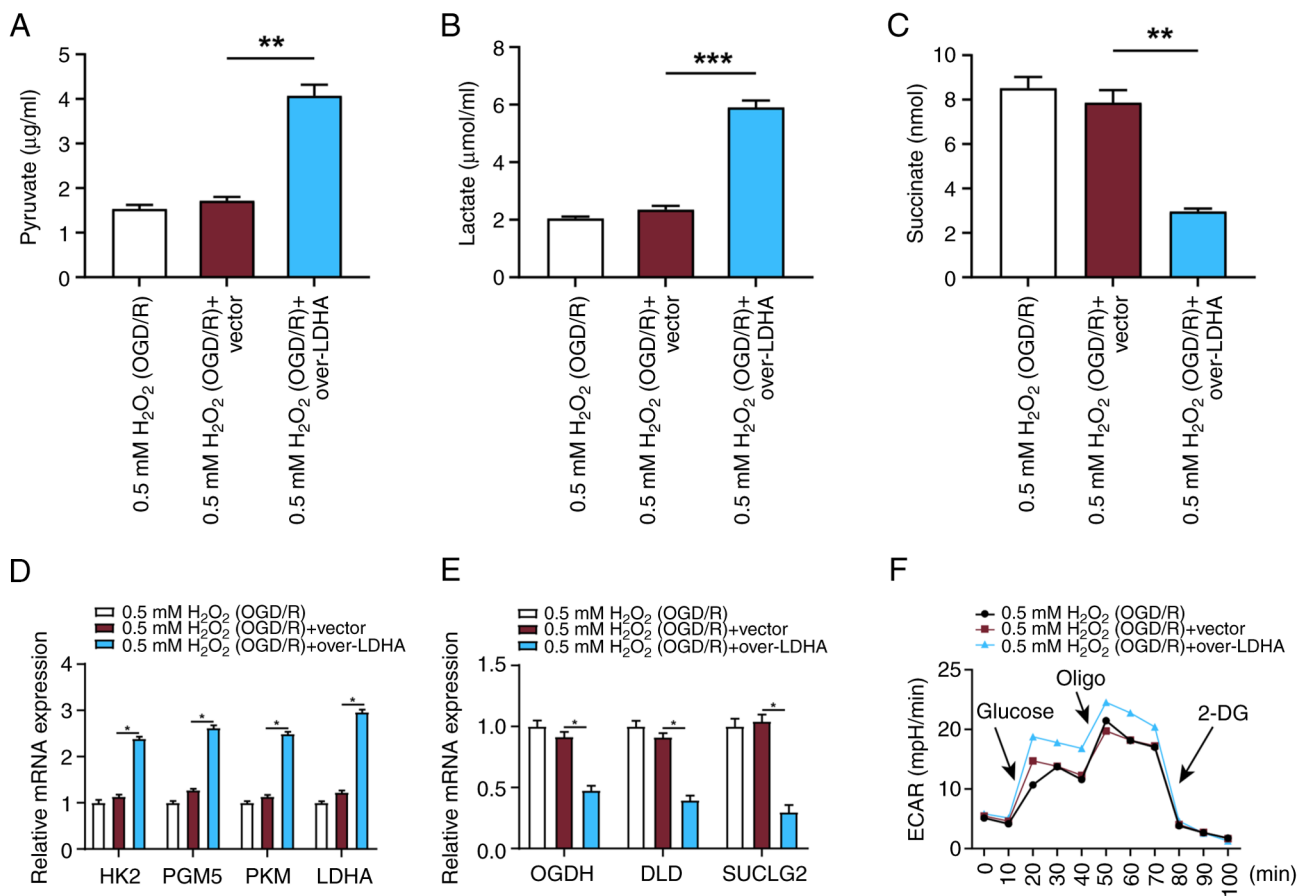 A
Pyruvate (μg/ml)
5
4
3
2
1
0
**
0.5 mM H₂O₂ (OGD/R)
0.5 mM H₂O₂ (OGD/R)+
vector
0.5 mM H₂O₂ (OGD/R)+
over-LDHA
B
Lactate (μmol/ml)
8
6
4
2
0
***
0.5 mM H₂O₂ (OGD/R)
0.5 mM H₂O₂ (OGD/R)+
vector
0.5 mM H₂O₂ (OGD/R)+
over-LDHA
C
Succinate (nmol)
10
8
6
4
2
0
**
0.5 mM H₂O₂ (OGD/R)
0.5 mM H₂O₂ (OGD/R)+
vector
0.5 mM H₂O₂ (OGD/R)+
over-LDHA
D
0.5 mM H₂O₂ (OGD/R)
0.5 mM H₂O₂ (OGD/R)+vector
0.5 mM H₂O₂ (OGD/R)+over-LDHA
Relative mRNA expression
4
3
2
1
0
* * * *
HK2 PGM5 PKM LDHA
E
0.5 mM H₂O₂ (OGD/R)
0.5 mM H₂O₂ (OGD/R)+vector
0.5 mM H₂O₂ (OGD/R)+over-LDHA
Relative mRNA expression
1.5
1.0
0.5
0.0
* * *
OGDH DLD SUCLG2
F
0.5 mM H₂O₂ (OGD/R)
0.5 mM H₂O₂ (OGD/R)+vector
0.5 mM H₂O₂ (OGD/R)+over-LDHA
ECAR (mpH/min)
25
20
15
10
5
0
Glucose
Oligo
2-DG
0 10 20 30 40 50 60 70 80 90 100 (min)